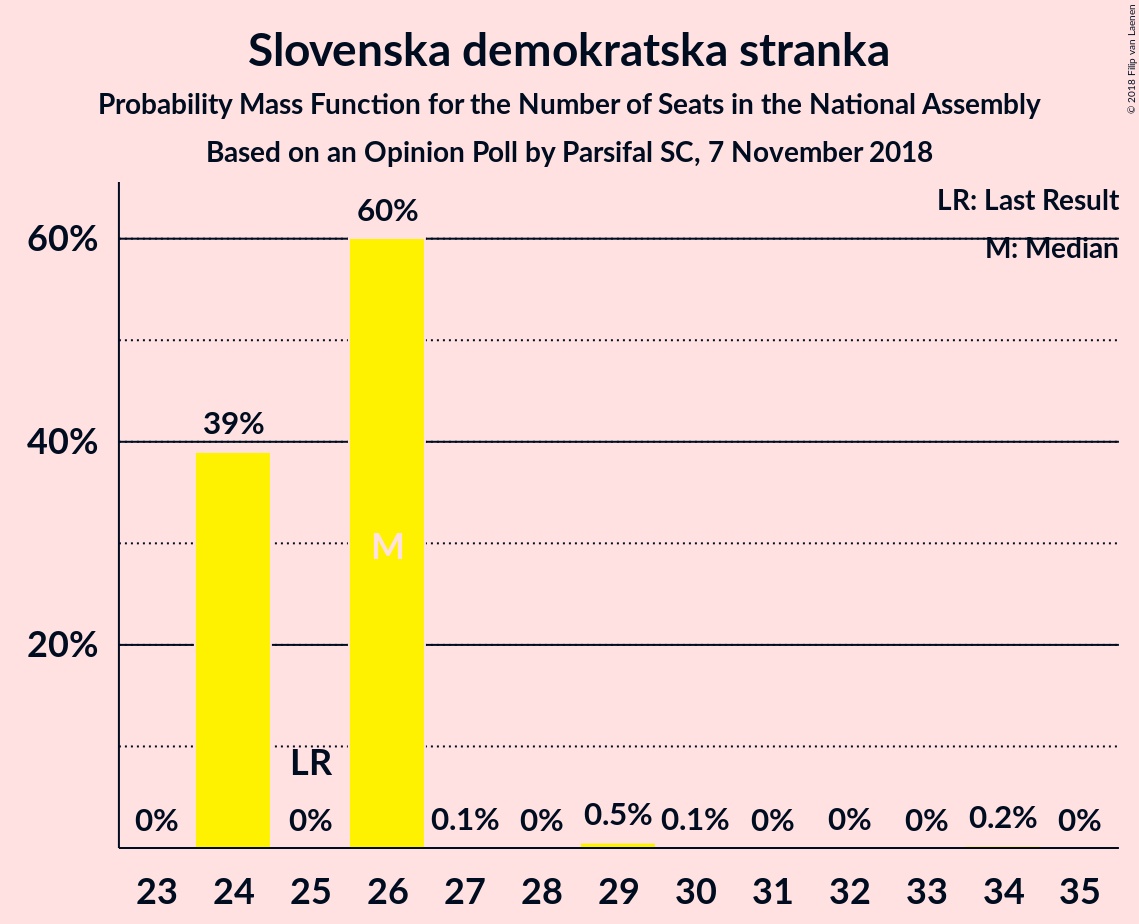 Slovenska demokratska stranka
Probability Mass Function for the Number of Seats in the National Assembly
Based on an Opinion Poll by Parsifal SC, 7 November 2018
© 2018 Filip van Laenen
LR: Last Result
M: Median
60%
40%
20%
0%
39%
LR
0%
60%
M
0.1%
0%
0.5%
0.1%
0%
0%
0%
0.2%
0%
23 24 25 26 27 28 29 30 31 32 33 34 35